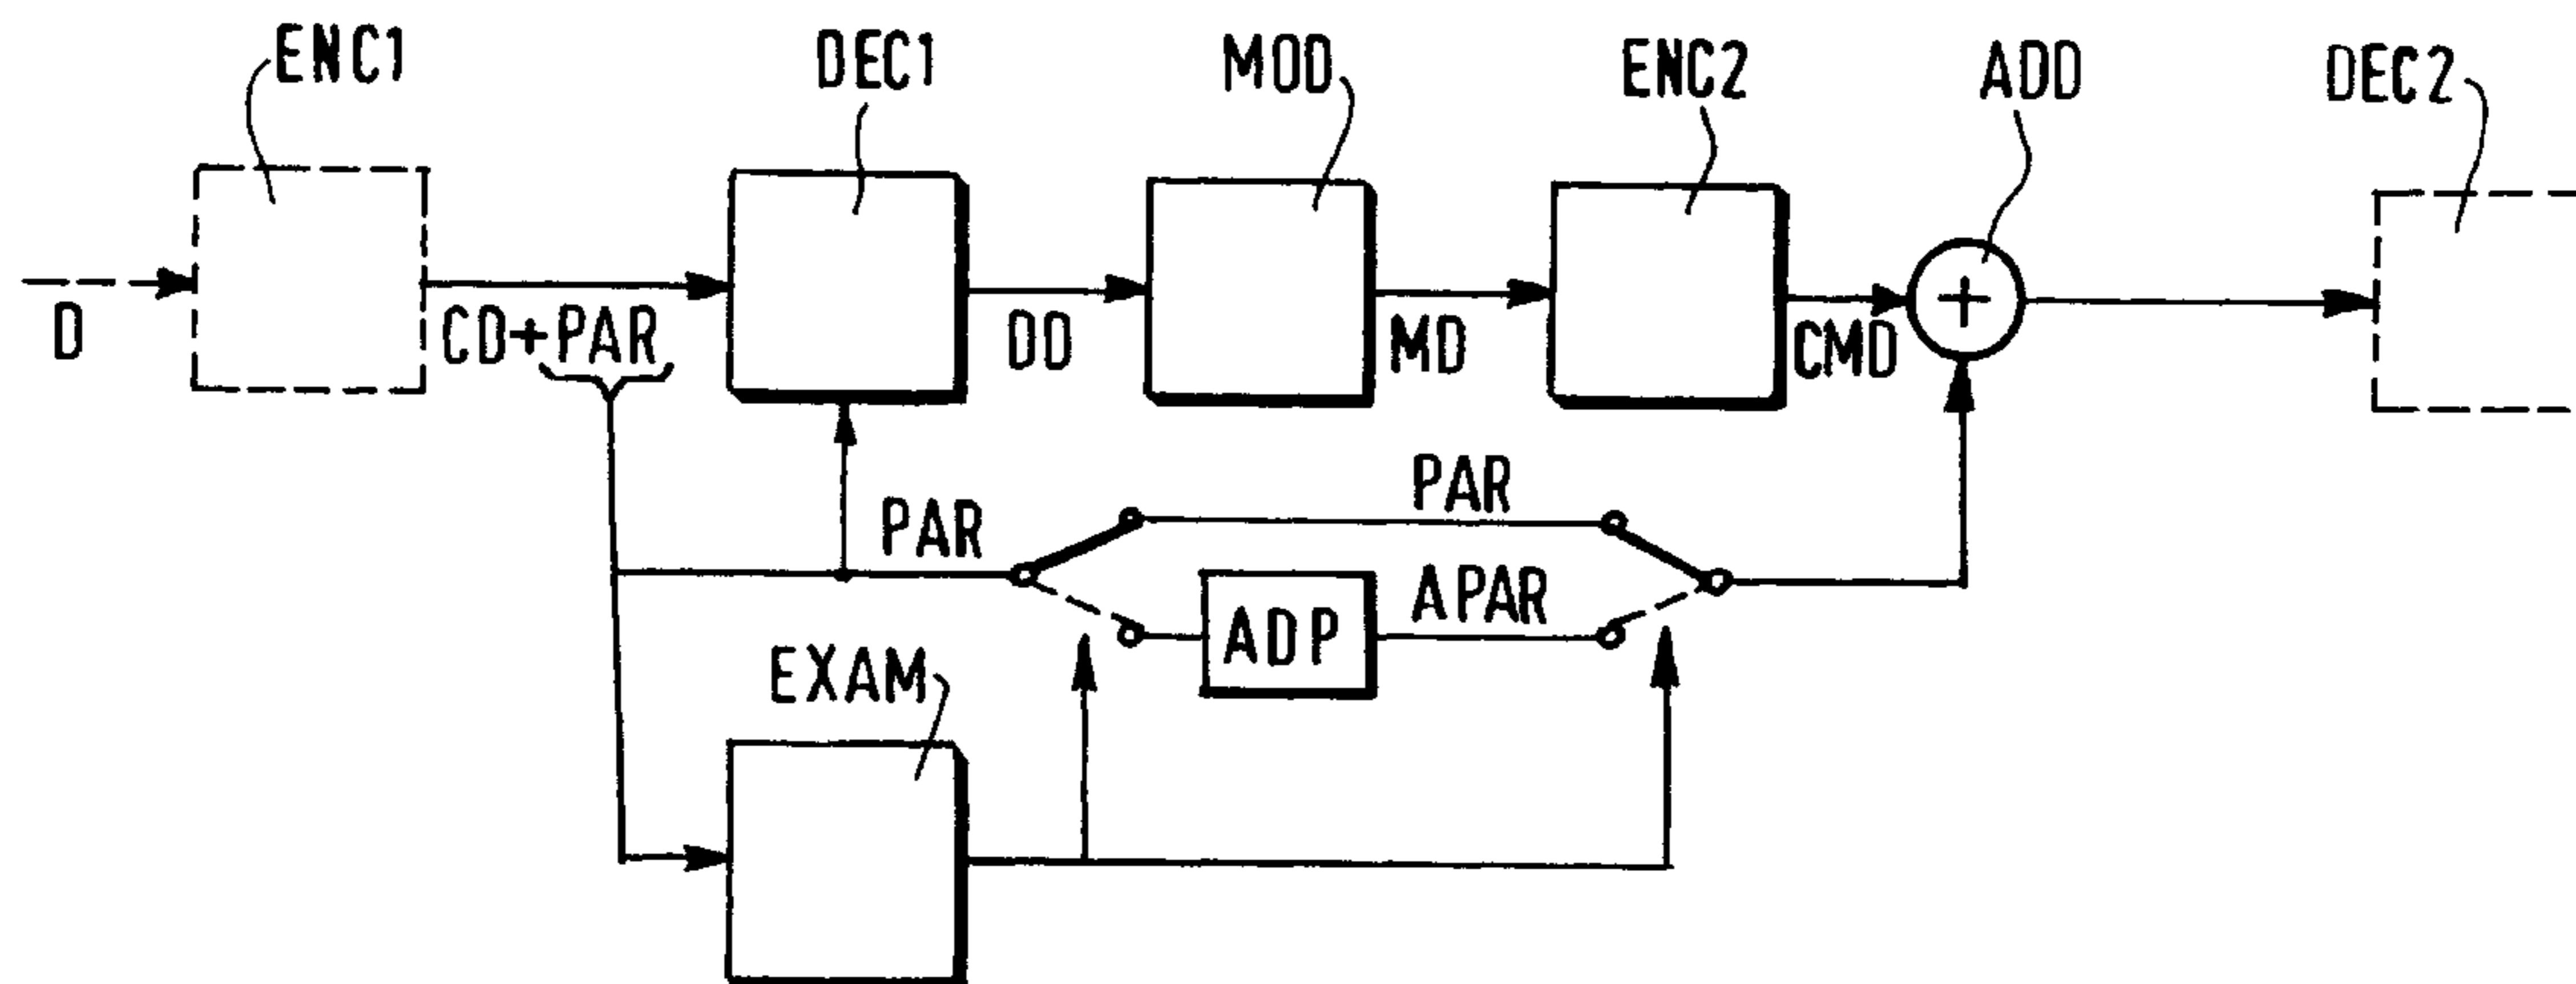 ENC1
DEC1
MOD
ENC2
ADD
DEC2
D
CD+PAR
DD
MD
CMD
+
PAR
PAR
APAR
ADP
EXAM